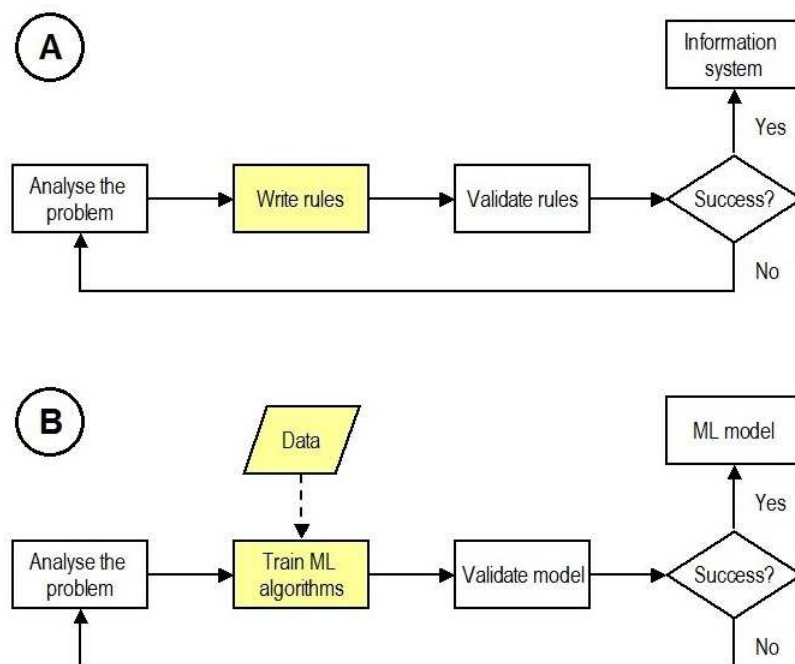 A
Information
system
Yes
Analyse the
problem
Write rules
Validate rules
Success?
No
B
Data
ML model
Yes
Analyse the
problem
Train ML
algorithms
Validate model
Success?
No